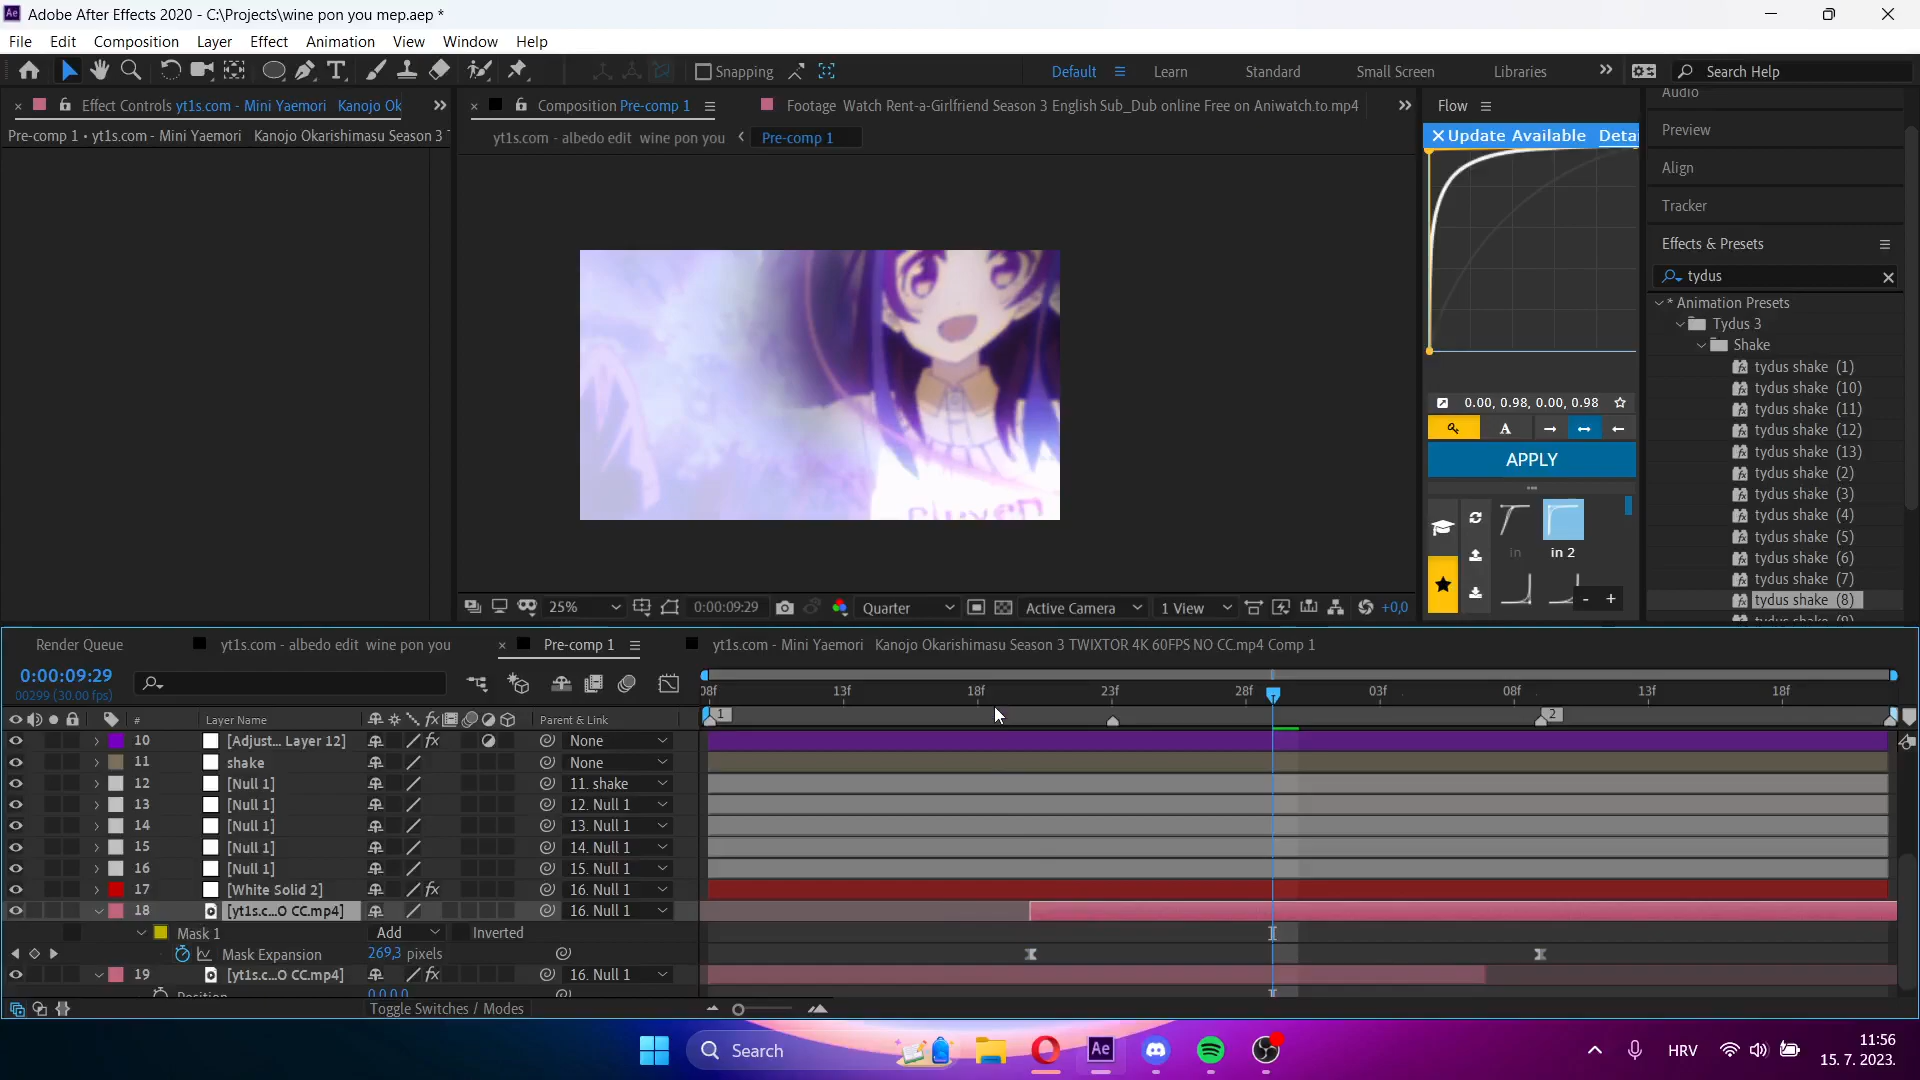 Adobe After Effects 2020 - C:\Projects\wine pon you mep.aep *
File Edit Composition Layer Effect Animation View Window Help
Snapping
Default Learn Standard Small Screen Libraries Search Help
Effect Controls yt1s.com - Mini Yaemori Kanojo Ok
Pre-comp 1 • yt1s.com - Mini Yaemori Kanojo Okarishimasu Season 3
Composition Pre-comp 1
Footage Watch Rent-a-Girlfriend Season 3 English Sub_Dub online Free on Aniwatch.to.mp4
yt1s.com - albedo edit wine pon you Pre-comp 1
Flow
Update Available Detai
0.00, 0.98, 0.00, 0.98
APPLY
in in 2
Audio
Preview
Align
Tracker
Effects & Presets
tydus
* Animation Presets
Tydus 3
Shake
tydus shake (1)
tydus shake (10)
tydus shake (11)
tydus shake (12)
tydus shake (13)
tydus shake (2)
tydus shake (3)
tydus shake (4)
tydus shake (5)
tydus shake (6)
tydus shake (7)
tydus shake (8)
25% 0:00:09:29 Quarter Active Camera 1 View +0,0
Render Queue yt1s.com - albedo edit wine pon you Pre-comp 1 yt1s.com - Mini Yaemori Kanojo Okarishimasu Season 3 TWIXTOR 4K 60FPS NO CC.mp4 Comp 1
0:00:09:29
00299 (30.00 fps)
08f 13f 18f 23f 28f 03f 08f 13f 18f
# Layer Name Parent & Link 1 2
10 [Adjust... Layer 12] None
11 shake None
12 [Null 1] 11. shake
13 [Null 1] 12. Null 1
14 [Null 1] 13. Null 1
15 [Null 1] 14. Null 1
16 [Null 1] 15. Null 1
17 [White Solid 2] 16. Null 1
18 [yt1s.c...O CC.mp4] 16. Null 1
Mask 1 Add Inverted
Mask Expansion 269,3 pixels
19 [yt1s.c...O CC.mp4] 16. Null 1
Position 0,0,0,0
Toggle Switches / Modes
Search HRV 11:56
15. 7. 2023.